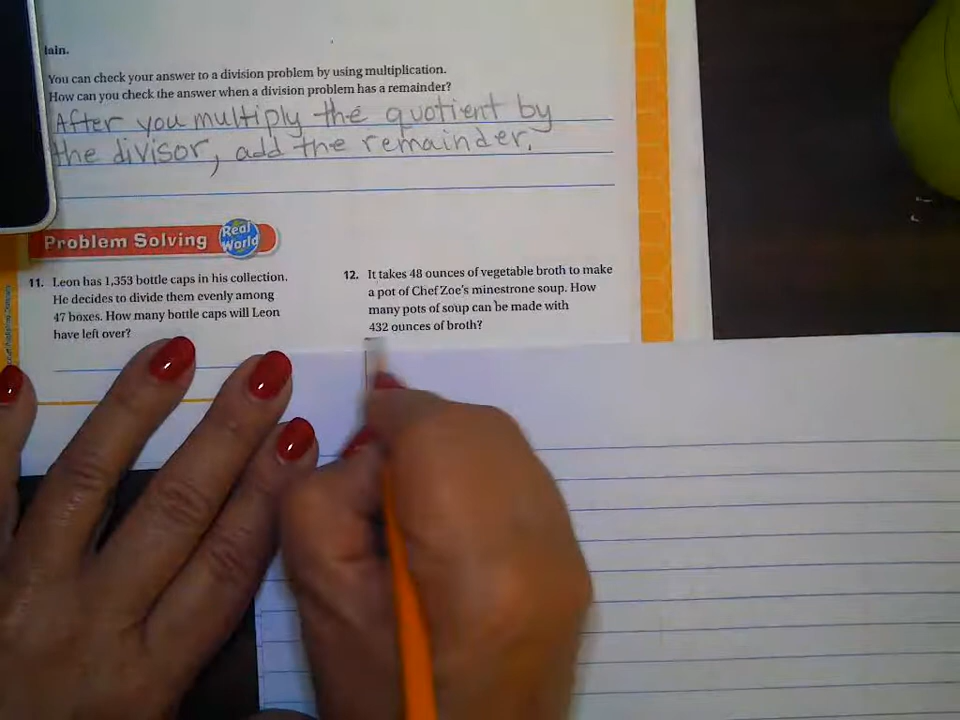 lain.
You can check your answer to a division problem by using multiplication.
How can you check the answer when a division problem has a remainder?
After you multiply the quotient by
the divisor, add the remainder.
Problem Solving Real World
11. Leon has 1,353 bottle caps in his collection.
He decides to divide them evenly among
47 boxes. How many bottle caps will Leon
have left over?
12. It takes 48 ounces of vegetable broth to make
a pot of Chef Zoe's minestrone soup. How
many pots of soup can be made with
432 ounces of broth?